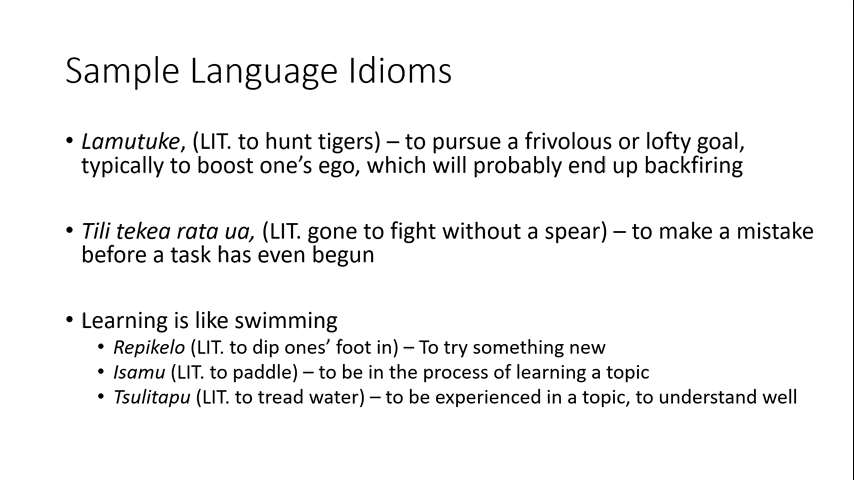 Sample Language Idioms
• Lamutuke, (LIT. to hunt tigers) – to pursue a frivolous or lofty goal,
typically to boost one’s ego, which will probably end up backfiring
• Tili tekea rata ua, (LIT. gone to fight without a spear) – to make a mistake
before a task has even begun
• Learning is like swimming
• Repikelo (LIT. to dip ones’ foot in) – To try something new
• Isamu (LIT. to paddle) – to be in the process of learning a topic
• Tsulitapu (LIT. to tread water) – to be experienced in a topic, to understand well